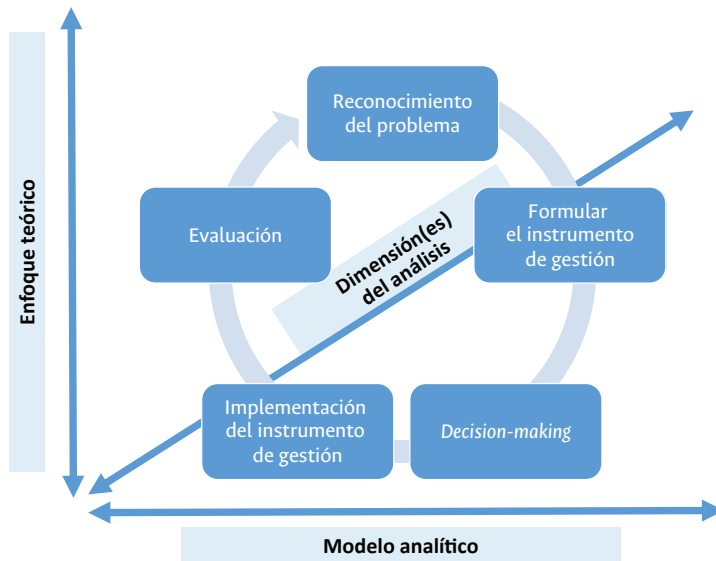 Enfoque teórico
Reconocimiento
del problema
Evaluación
Dimensión(es)
del análisis
Formular
el instrumento
de gestión
Implementación
del instrumento
de gestión
Decision-making
Modelo analítico